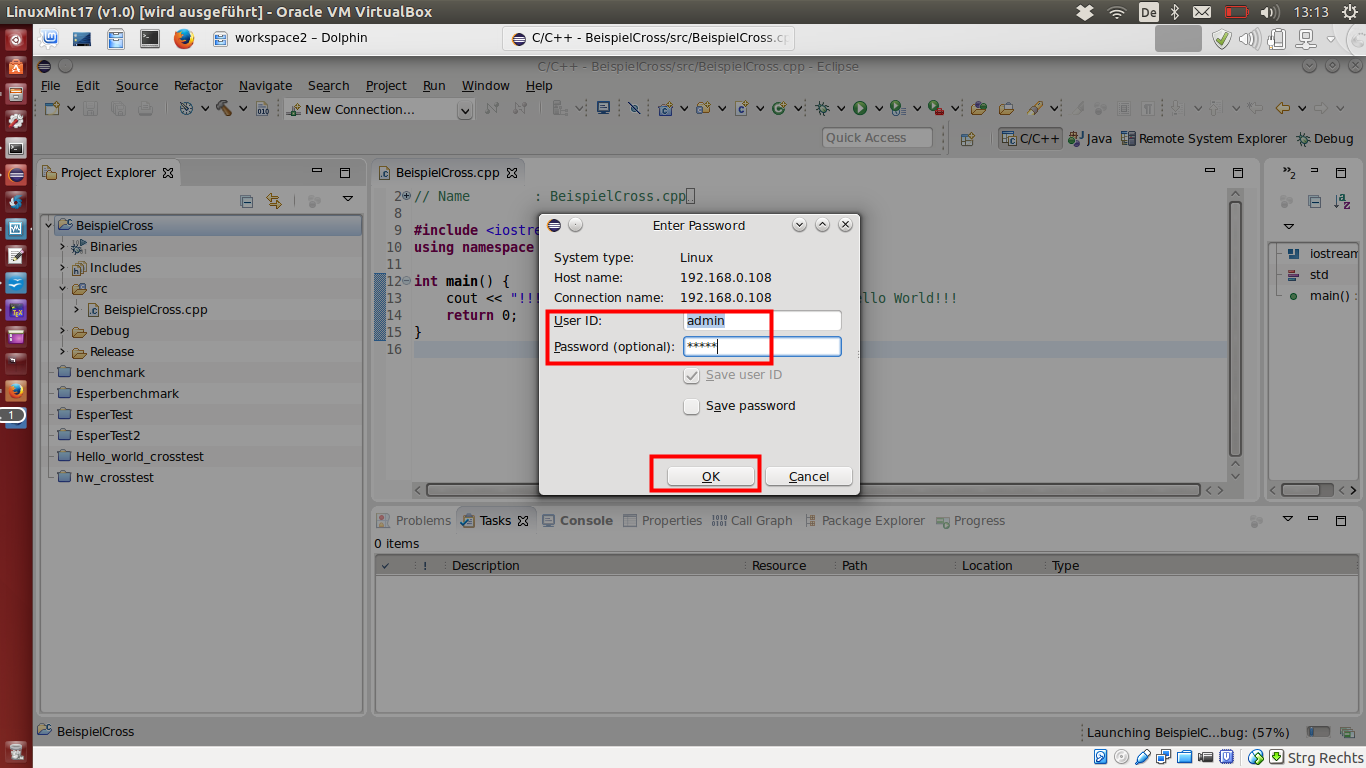 LinuxMint17 (v1.0) [wird ausgeführt] - Oracle VM VirtualBox
De
13:13
workspace2 – Dolphin
C/C++ - BeispielCross/src/BeispielCross.cp
C/C++ - BeispielCross/src/BeispielCross.cpp - Eclipse
File Edit Source Refactor Navigate Search Project Run Window Help
New Connection...
Quick Access
C/C++ Java Remote System Explorer Debug
Project Explorer
BeispielCross
Binaries
Includes
src
BeispielCross.cpp
Debug
Release
benchmark
Esperbenchmark
EsperTest
EsperTest2
Hello_world_crosstest
hw_crosstest
BeispielCross.cpp
2 // Name : BeispielCross.cpp
8
9 #include <iostre
10 using namespace
11
12 int main() {
13 cout << "!!! llo World!!!
14 return 0;
15 }
16
Enter Password
System type: Linux
Host name: 192.168.0.108
Connection name: 192.168.0.108
User ID: admin
Password (optional): *****
Save user ID
Save password
OK Cancel
»2
iostream
std
main() :
Problems Tasks Console Properties Call Graph Package Explorer Progress
0 items
! Description Resource Path Location Type
1
BeispielCross
Launching BeispielC...bug: (57%)
Strg Rechts